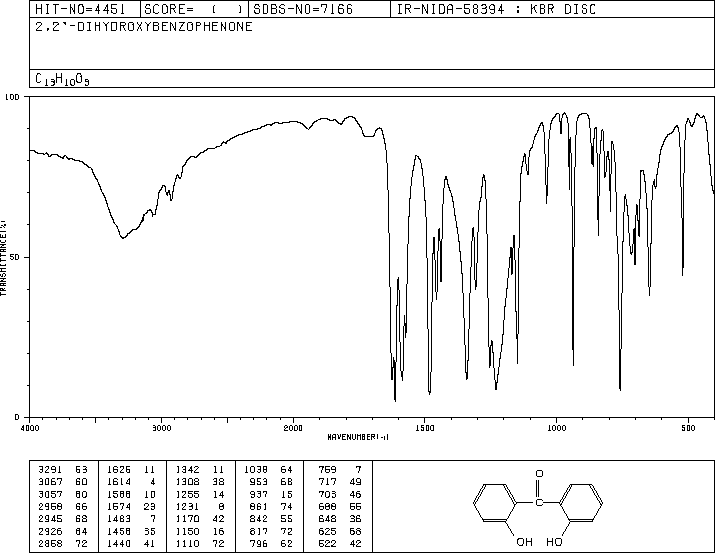 HIT-NO=4451 SCORE= ( ) SDBS-NO=7166 IR-NIDA-58394 : KBR DISC
2,2'-DIHYDROXYBENZOPHENONE
C13H10O3
100
50
0
TRANSMITTANCE(%)
4000 3000 2000 1500 1000 500
WAVENUMBER(-1)
3291 53 1626 11 1342 11 1038 64 759 7
3067 60 1614 4 1308 38 953 68 717 49
3057 60 1588 10 1255 14 937 15 703 46
2958 66 1574 23 1231 8 861 74 688 55
2945 68 1483 7 1170 42 842 55 648 36
2926 64 1458 35 1150 16 817 72 625 68
2858 72 1440 41 1110 72 796 62 522 42
O
C
OH HO